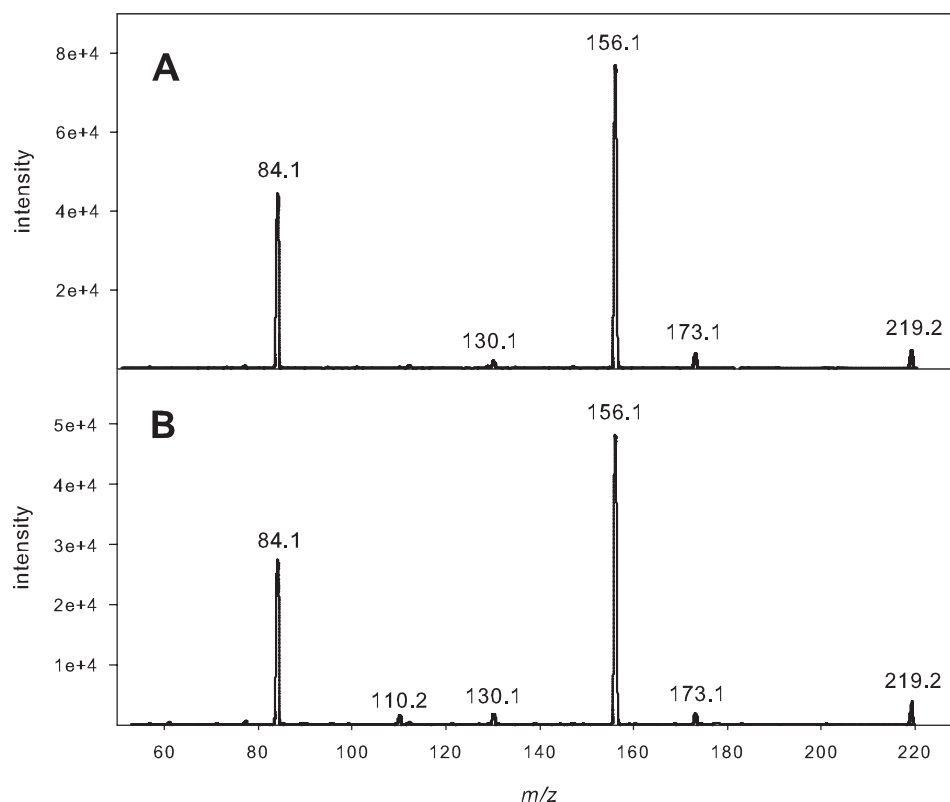 A
intensity
8e+4
6e+4
4e+4
2e+4
84.1
130.1
156.1
173.1
219.2
B
intensity
5e+4
4e+4
3e+4
2e+4
1e+4
84.1
110.2
130.1
156.1
173.1
219.2
60 80 100 120 140 160 180 200 220
m/z